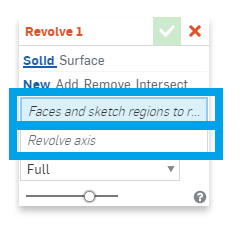 Revolve 1
Solid Surface
New Add Remove Intersect
Faces and sketch regions to r...
Revolve axis
Full
?